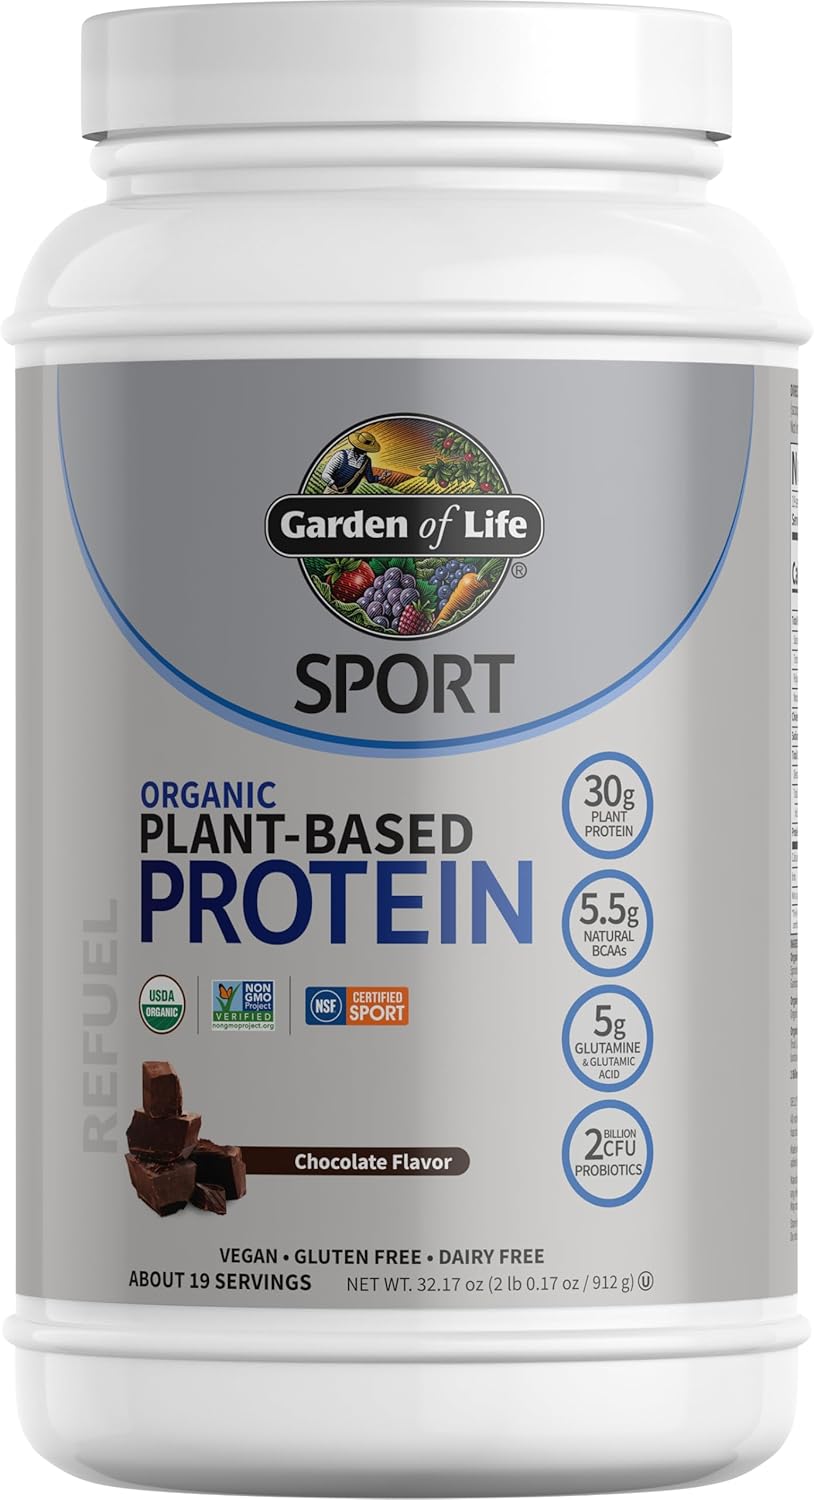 Garden of Life
®
SPORT
ORGANIC
PLANT-BASED
PROTEIN
REFUEL
USDA
ORGANIC
NON
GMO
Project
VERIFIED
nongmoproject.org
NSF
CERTIFIED
SPORT
Chocolate Flavor
30g
PLANT
PROTEIN
5.5g
NATURAL
BCAAs
5g
GLUTAMINE
& GLUTAMIC
ACID
2 BILLION
CFU
PROBIOTICS
VEGAN • GLUTEN FREE • DAIRY FREE
ABOUT 19 SERVINGS NET WT. 32.17 oz (2 lb 0.17 oz / 912 g) U